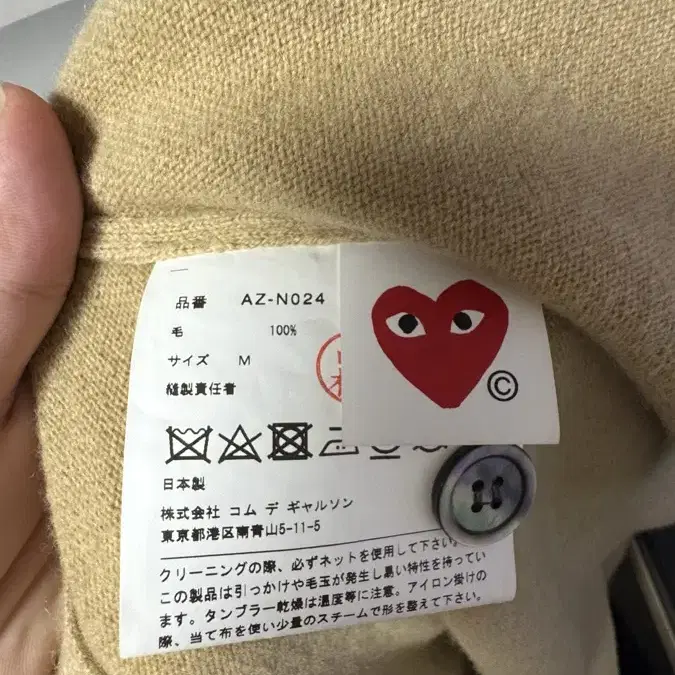 品番 AZ-N024
毛 100%
サイズ M
縫製責任者
©
日本製
株式会社 コム デ ギャルソン
東京都港区南青山5-11-5
クリーニングの際、必ずネットを使用して下さい。
この製品は引っかけや毛玉が発生し易い特性を持ってい
ます。タンブラー乾燥は温度等に注意。アイロン掛けの
際、当て布を使い少量のスチームで形を整えて下さい。